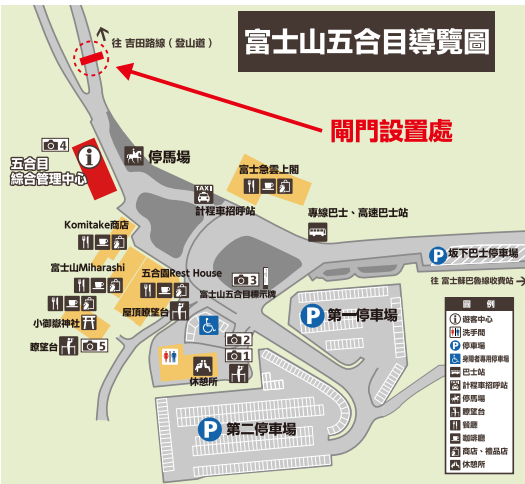 往 吉田路線（登山道）
富士山五合目導覽圖
閘門設置處
4
i
五合目
綜合管理中心
停馬場
富士急雲上閣
TAXI
計程車招呼站
專線巴士、高速巴士站
Komitake商店
富士山Miharashi
五合園Rest House
3
富士山五合目標示牌
P 坂下巴士停車場
往 富士蘇巴魯線收費站
小御嶽神社
屋頂瞭望台
瞭望台
5
P 第一停車場
2
1
休憩所
P 第二停車場
圖 例
i 遊客中心
洗手間
P 停車場
身障者專用停車場
巴士站
計程車招呼站
停馬場
瞭望台
餐廳
咖啡廳
商店、禮品店
休憩所